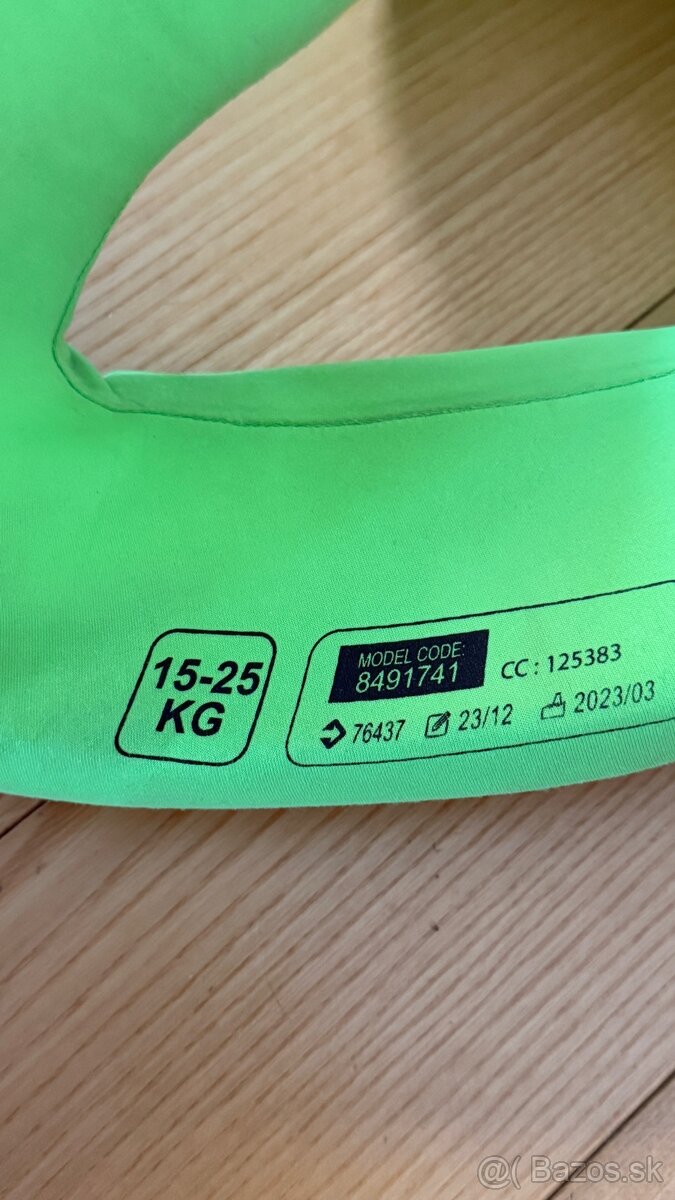 15-25
KG
MODEL CODE:
8491741
CC : 125383
76437 23/12 2023/03
@( Bazos.sk